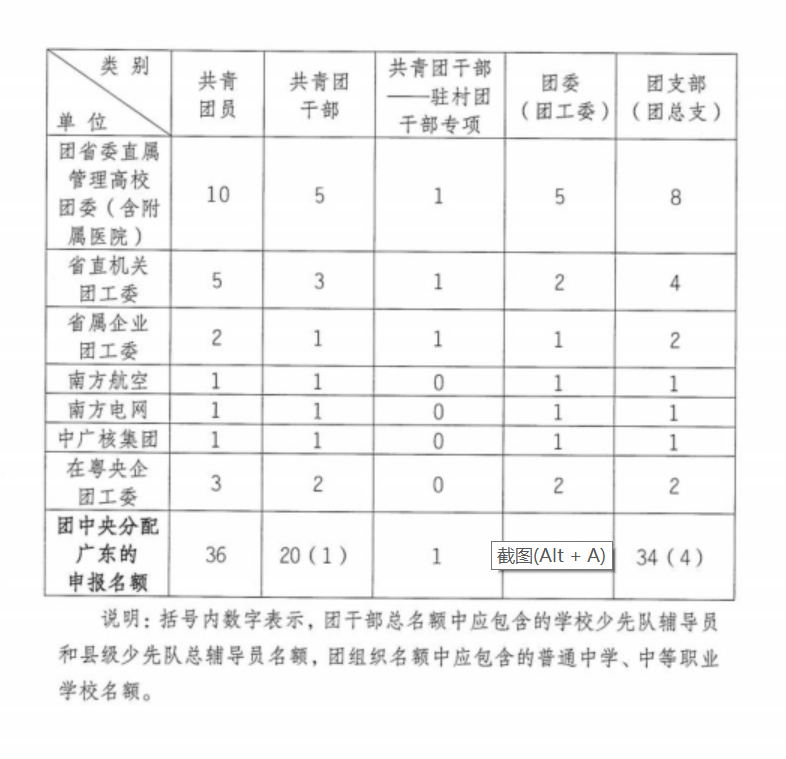 类别
单位
共青
团员
共青团
干部
共青团干部
——驻村团
干部专项
团委
（团工委）
团支部
（团总支）
团省委直属
管理高校
团委（含附
属医院）
10
5
1
5
8
省直机关
团工委
5
3
1
2
4
省属企业
团工委
2
1
1
1
2
南方航空
1
1
0
1
1
南方电网
1
1
0
1
1
中广核集团
1
1
0
1
1
在粤央企
团工委
3
2
0
2
2
团中央分配
广东的
申报名额
36
20（1）
1
截图(Alt + A)
34（4）
说明：括号内数字表示，团干部总名额中应包含的学校少先队辅导员
和县级少先队总辅导员名额，团组织名额中应包含的普通中学、中等职业
学校名额。